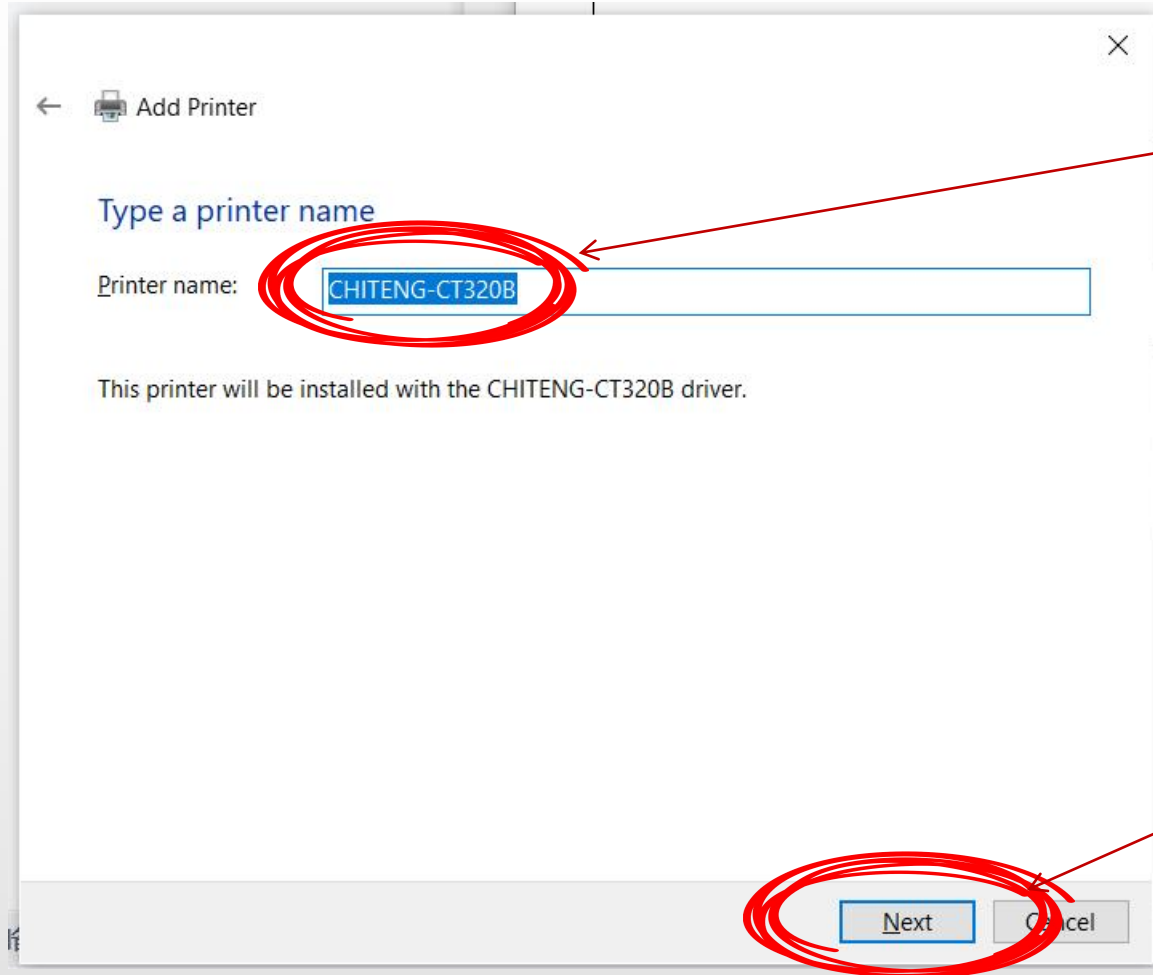 Add Printer
Type a printer name
Printer name: CHITENG-CT320B
This printer will be installed with the CHITENG-CT320B driver.
Next Cancel